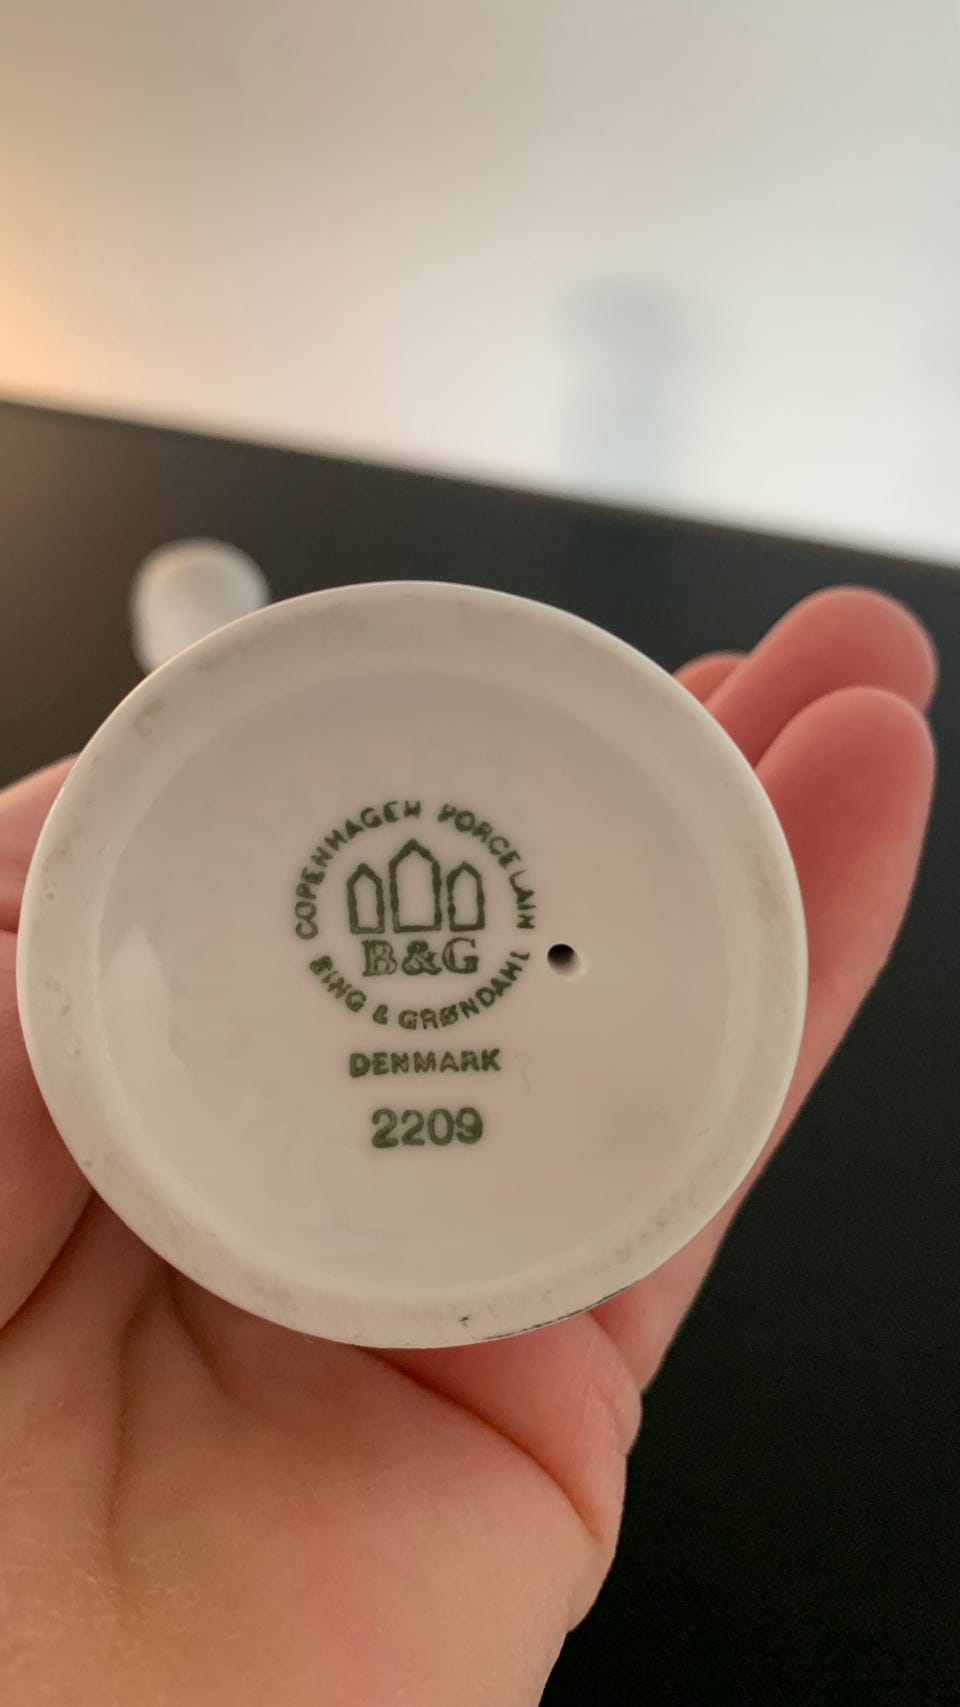 COPENHAGEN PORCELAIN
B&G
BING & GRØNDAHL
DENMARK
2209